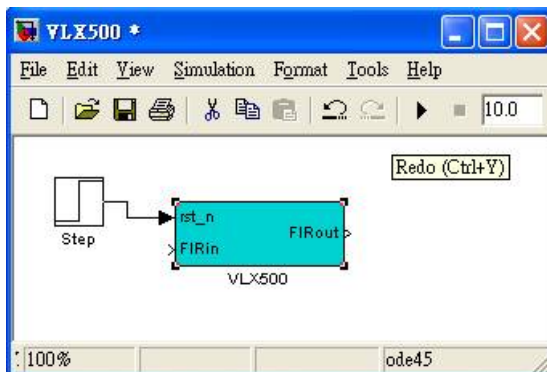 VLX500 *
File Edit View Simulation Format Tools Help
10.0
Redo (Ctrl+Y)
Step
rst_n
FIRin
FIRout
VLX500
100%
ode45